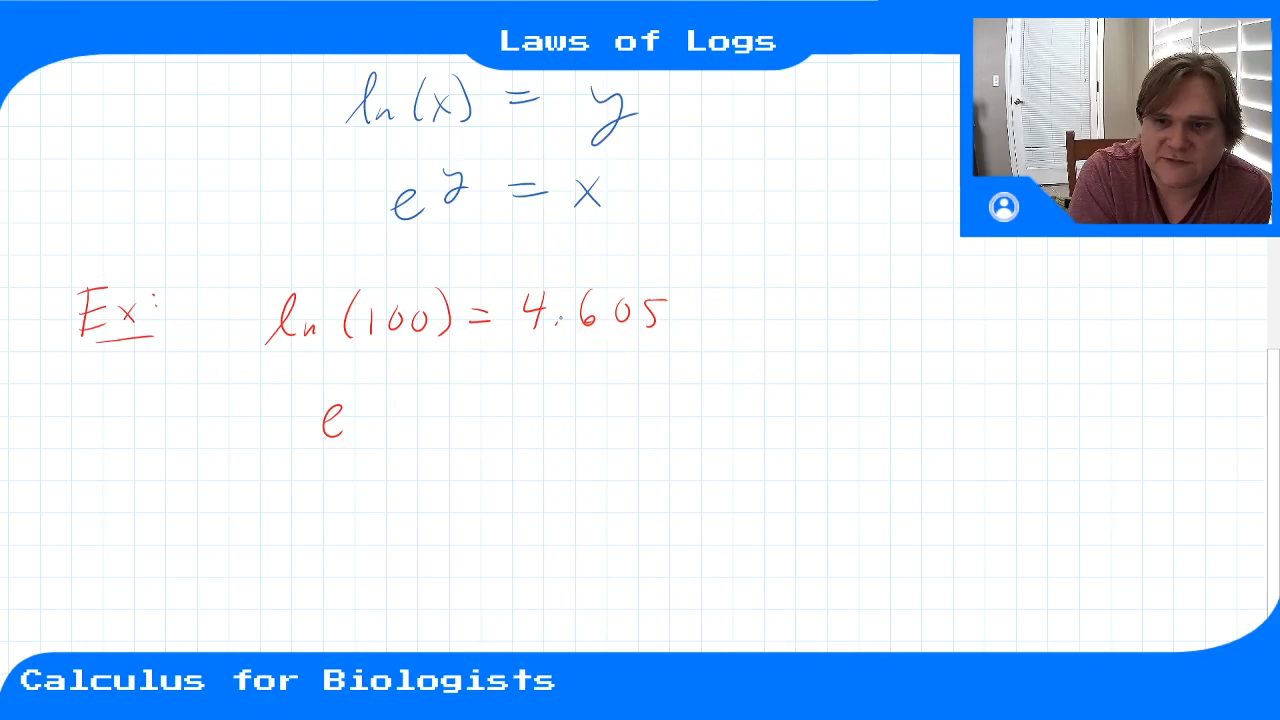 Laws of Logs
ln(x) = y
e^y = x
Ex: ln(100) = 4.605
e
Calculus for Biologists